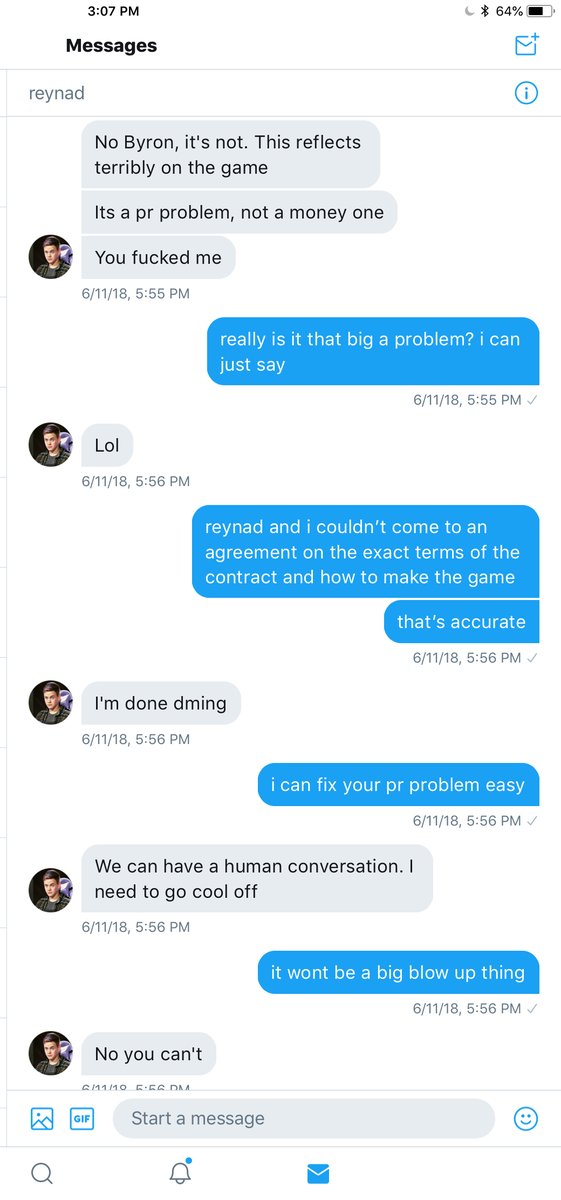 3:07 PM
64%
Messages
reynad
No Byron, it's not. This reflects
terribly on the game
Its a pr problem, not a money one
You fucked me
6/11/18, 5:55 PM
really is it that big a problem? i can
just say
6/11/18, 5:55 PM ✓
Lol
6/11/18, 5:56 PM
reynad and i couldn’t come to an
agreement on the exact terms of the
contract and how to make the game
that’s accurate
6/11/18, 5:56 PM ✓
I'm done dming
6/11/18, 5:56 PM
i can fix your pr problem easy
6/11/18, 5:56 PM ✓
We can have a human conversation. I
need to go cool off
6/11/18, 5:56 PM
it wont be a big blow up thing
6/11/18, 5:56 PM ✓
No you can't
6/11/18, 5:56 PM
GIF
Start a message